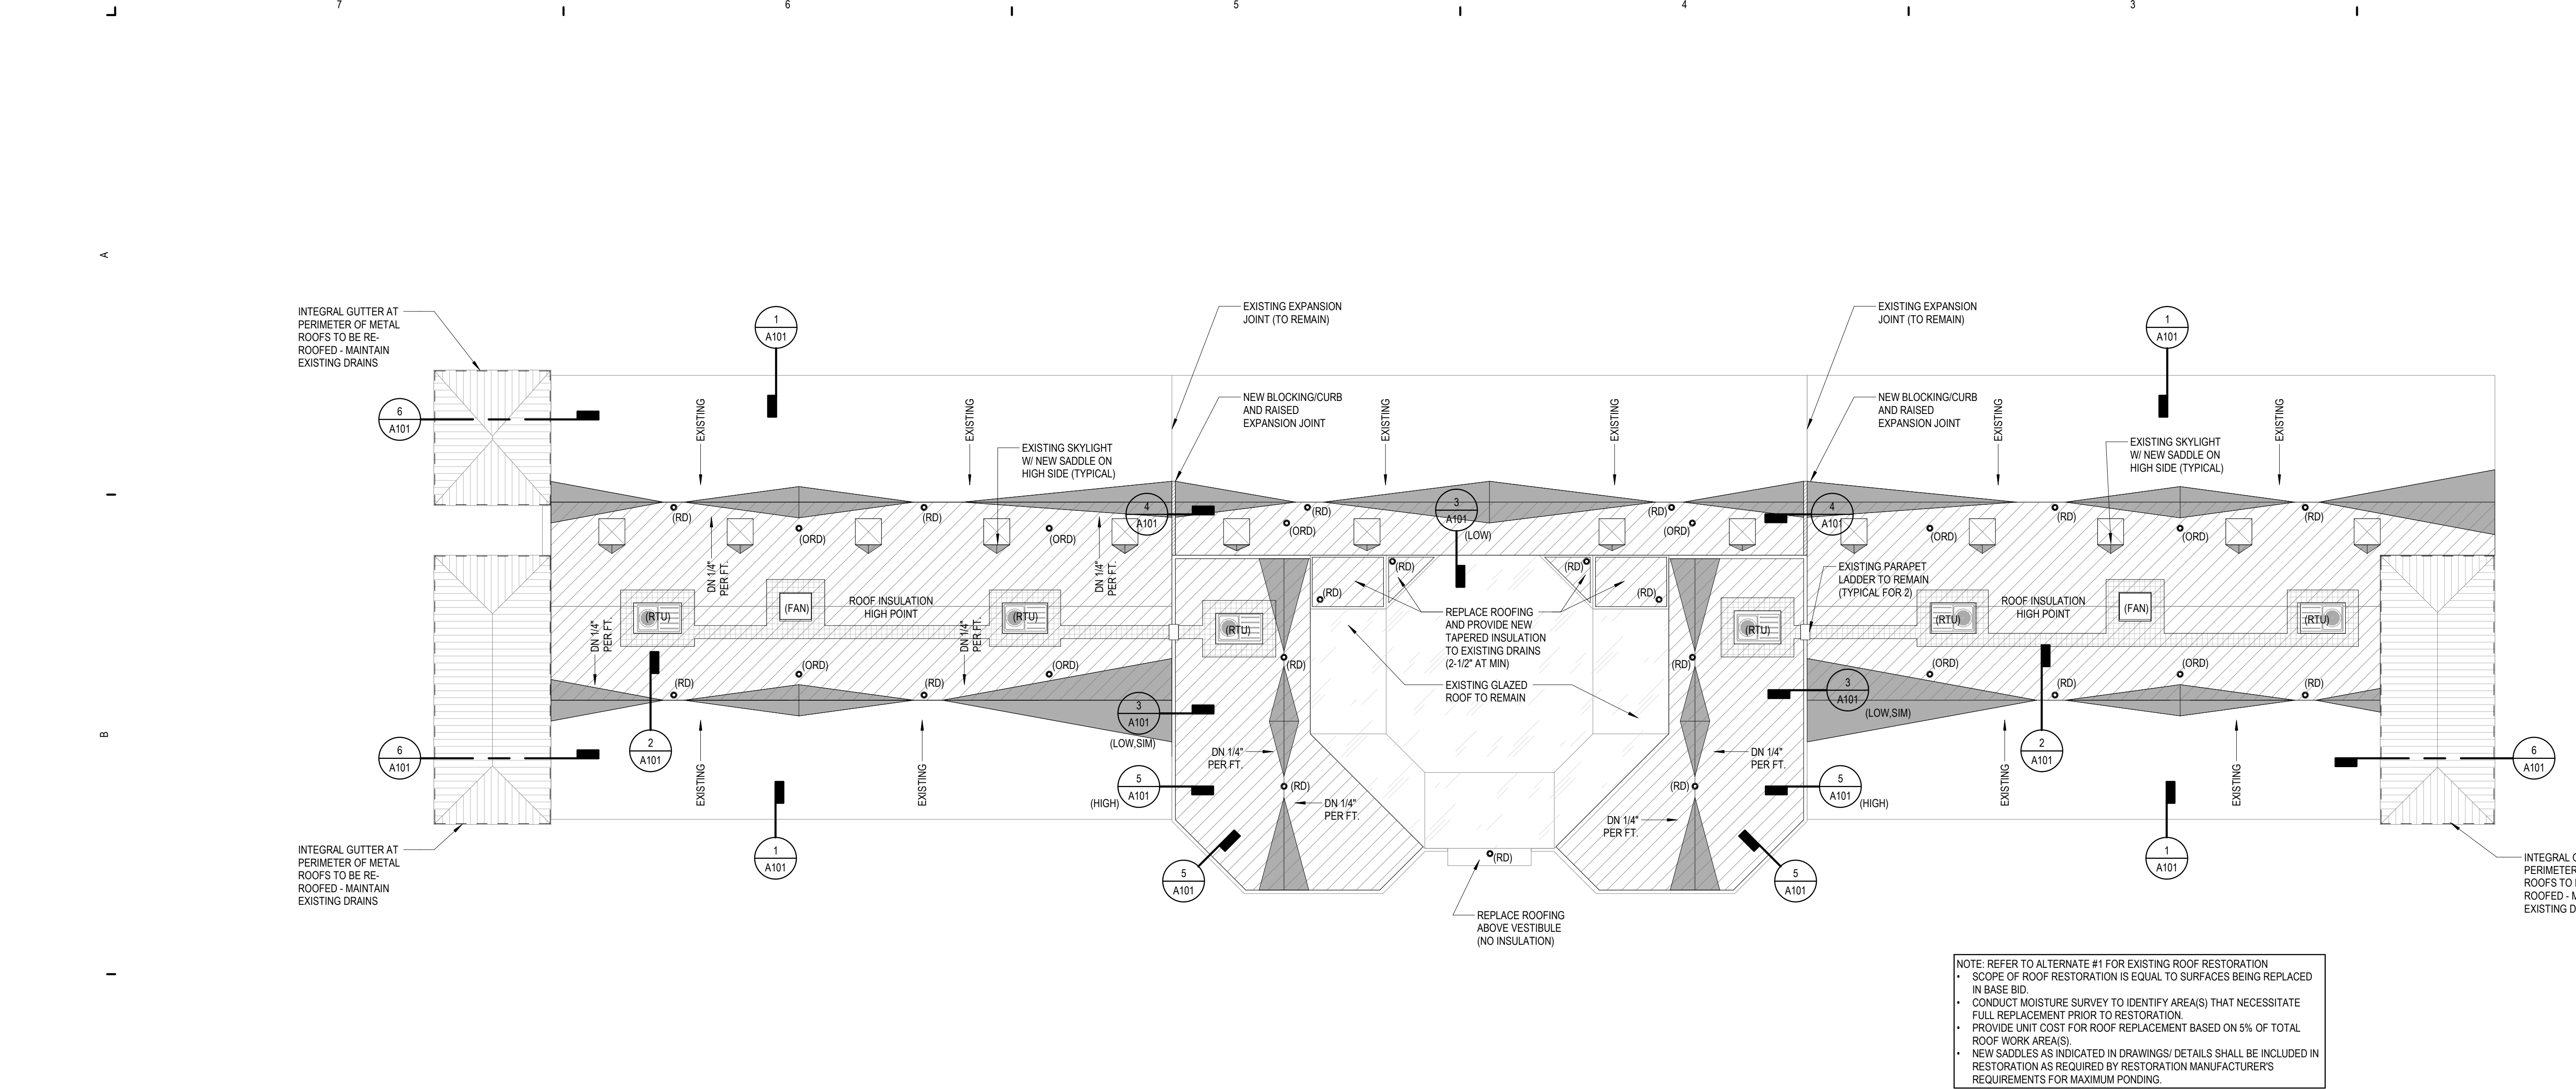 7
6
5
4
3
A
B
INTEGRAL GUTTER AT
PERIMETER OF METAL
ROOFS TO BE RE-
ROOFED - MAINTAIN
EXISTING DRAINS
1
A101
EXISTING EXPANSION
JOINT (TO REMAIN)
EXISTING EXPANSION
JOINT (TO REMAIN)
1
A101
6
A101
EXISTING
EXISTING
NEW BLOCKING/CURB
AND RAISED
EXPANSION JOINT
EXISTING
EXISTING
NEW BLOCKING/CURB
AND RAISED
EXPANSION JOINT
EXISTING
EXISTING
EXISTING SKYLIGHT
W/ NEW SADDLE ON
HIGH SIDE (TYPICAL)
EXISTING SKYLIGHT
W/ NEW SADDLE ON
HIGH SIDE (TYPICAL)
(RD)
(ORD)
(RD)
(ORD)
4
A101
(ORD)
(RD)
3
A101
(LOW)
(RD)
(ORD)
4
A101
(ORD)
(RD)
(ORD)
(RD)
DN 1/4"
PER FT.
DN 1/4"
PER FT.
(RD)
(RD)
(RD)
(RD)
EXISTING PARAPET
LADDER TO REMAIN
(TYPICAL FOR 2)
(RTU)
(FAN)
ROOF INSULATION
HIGH POINT
(RTU)
(RTU)
REPLACE ROOFING
AND PROVIDE NEW
TAPERED INSULATION
TO EXISTING DRAINS
(2-1/2" AT MIN)
(RTU)
(RTU)
ROOF INSULATION
HIGH POINT
(FAN)
(RTU)
DN 1/4"
PER FT.
DN 1/4"
PER FT.
(RD)
(ORD)
(RD)
(ORD)
(RD)
EXISTING GLAZED
ROOF TO REMAIN
(RD)
(ORD)
(RD)
(ORD)
(RD)
3
A101
(LOW,SIM)
3
A101
(LOW,SIM)
6
A101
2
A101
EXISTING
EXISTING
DN 1/4"
PER FT.
DN 1/4"
PER FT.
2
A101
EXISTING
EXISTING
6
A101
(HIGH)
5
A101
(RD)
DN 1/4"
PER FT.
(RD)
DN 1/4"
PER FT.
5
A101
(HIGH)
INTEGRAL GUTTER AT
PERIMETER OF METAL
ROOFS TO BE RE-
ROOFED - MAINTAIN
EXISTING DRAINS
1
A101
5
A101
(RD)
5
A101
1
A101
INTEGRAL
PERIMETER
ROOFS TO
ROOFED -
EXISTING
REPLACE ROOFING
ABOVE VESTIBULE
(NO INSULATION)
NOTE: REFER TO ALTERNATE #1 FOR EXISTING ROOF RESTORATION
• SCOPE OF ROOF RESTORATION IS EQUAL TO SURFACES BEING REPLACED
IN BASE BID.
• CONDUCT MOISTURE SURVEY TO IDENTIFY AREA(S) THAT NECESSITATE
FULL REPLACEMENT PRIOR TO RESTORATION.
• PROVIDE UNIT COST FOR ROOF REPLACEMENT BASED ON 5% OF TOTAL
ROOF WORK AREA(S).
• NEW SADDLES AS INDICATED IN DRAWINGS/ DETAILS SHALL BE INCLUDED IN
RESTORATION AS REQUIRED BY RESTORATION MANUFACTURER'S
REQUIREMENTS FOR MAXIMUM PONDING.